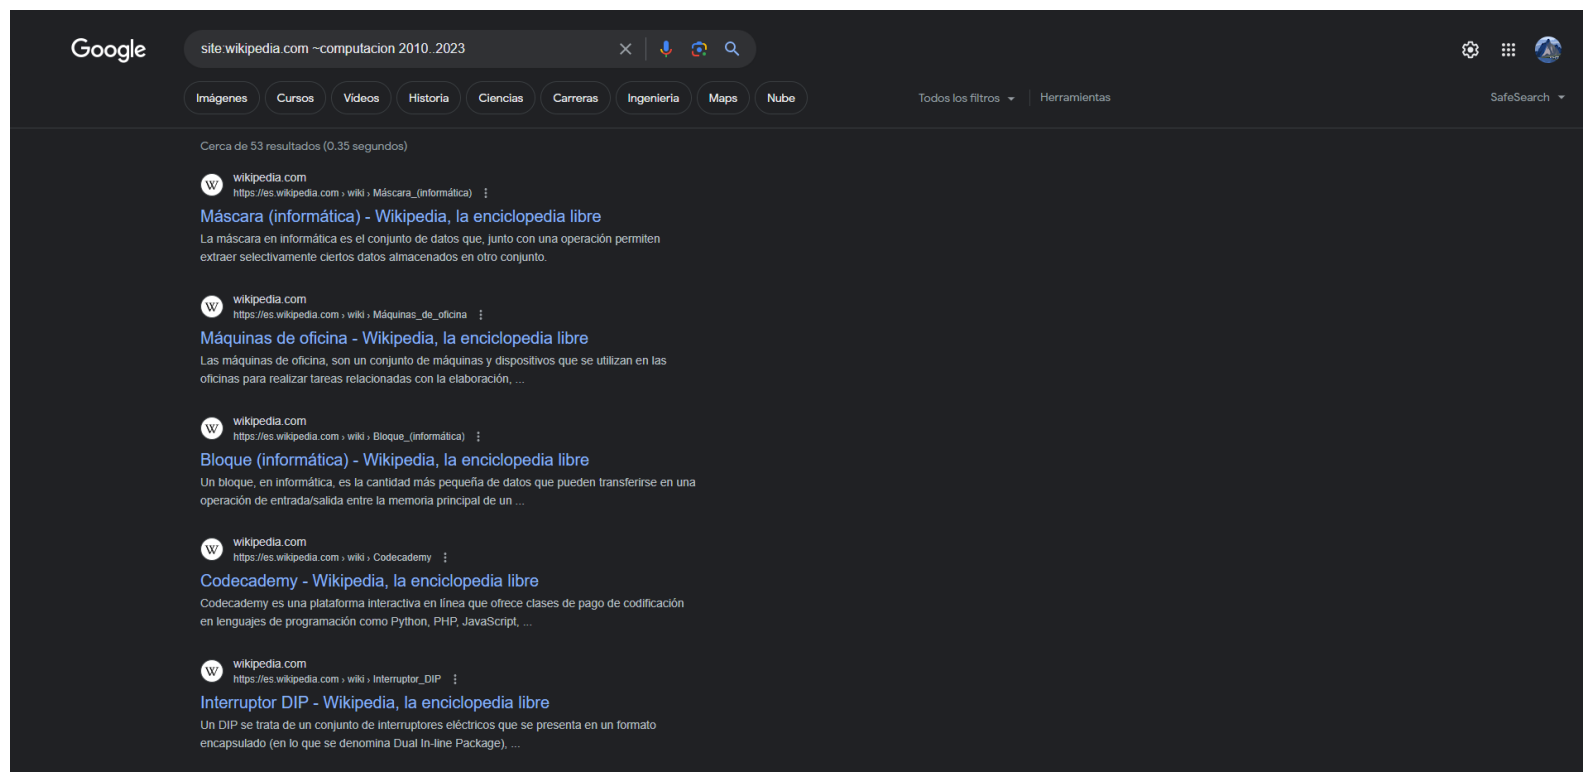 Google
site:wikipedia.com ~computacion 2010..2023
Imágenes Cursos Vídeos Historia Ciencias Carreras Ingenieria Maps Nube Todos los filtros Herramientas SafeSearch
Cerca de 53 resultados (0.35 segundos)
W wikipedia.com
https://es.wikipedia.com › wiki › Máscara_(informática)
Máscara (informática) - Wikipedia, la enciclopedia libre
La máscara en informática es el conjunto de datos que, junto con una operación permiten
extraer selectivamente ciertos datos almacenados en otro conjunto.
W wikipedia.com
https://es.wikipedia.com › wiki › Máquinas_de_oficina
Máquinas de oficina - Wikipedia, la enciclopedia libre
Las máquinas de oficina, son un conjunto de máquinas y dispositivos que se utilizan en las
oficinas para realizar tareas relacionadas con la elaboración, ...
W wikipedia.com
https://es.wikipedia.com › wiki › Bloque_(informática)
Bloque (informática) - Wikipedia, la enciclopedia libre
Un bloque, en informática, es la cantidad más pequeña de datos que pueden transferirse en una
operación de entrada/salida entre la memoria principal de un ...
W wikipedia.com
https://es.wikipedia.com › wiki › Codecademy
Codecademy - Wikipedia, la enciclopedia libre
Codecademy es una plataforma interactiva en línea que ofrece clases de pago de codificación
en lenguajes de programación como Python, PHP, JavaScript, ...
W wikipedia.com
https://es.wikipedia.com › wiki › Interruptor_DIP
Interruptor DIP - Wikipedia, la enciclopedia libre
Un DIP se trata de un conjunto de interruptores eléctricos que se presenta en un formato
encapsulado (en lo que se denomina Dual In-line Package), ...